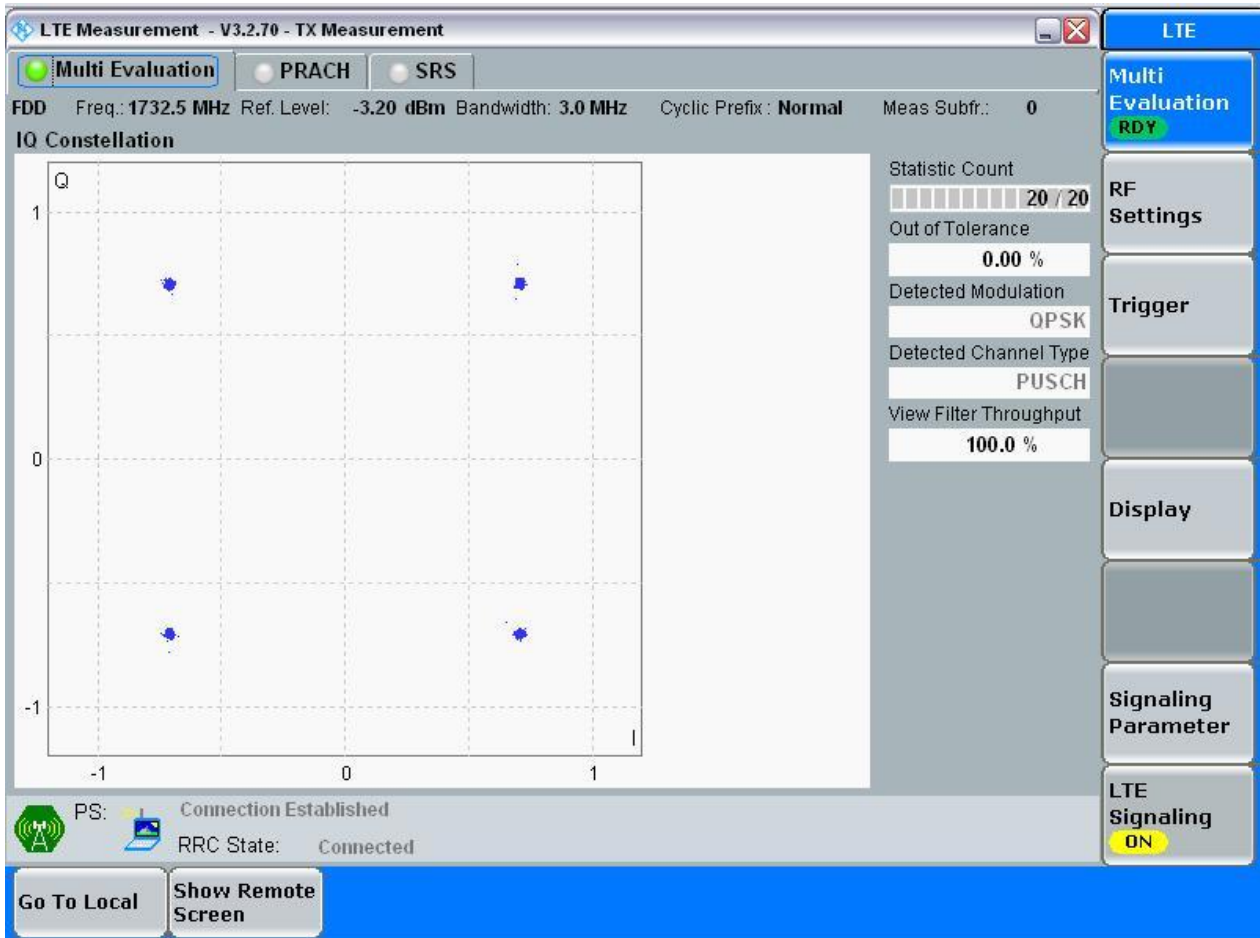 LTE Measurement - V3.2.70 - TX Measurement
LTE
Multi Evaluation PRACH SRS
FDD Freq.: 1732.5 MHz Ref. Level: -3.20 dBm Bandwidth: 3.0 MHz Cyclic Prefix : Normal Meas Subfr.: 0
IQ Constellation
Q
1
0
-1
I
-1 0 1
Statistic Count
20 / 20
Out of Tolerance
0.00 %
Detected Modulation
QPSK
Detected Channel Type
PUSCH
View Filter Throughput
100.0 %
Multi
Evaluation
RDY
RF
Settings
Trigger
Display
Signaling
Parameter
LTE
Signaling
ON
PS: Connection Established
RRC State: Connected
Go To Local
Show Remote
Screen